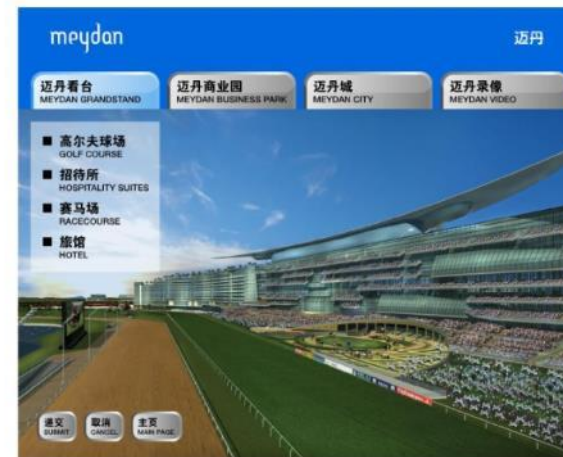 meydan
迈丹
迈丹看台
MEYDAN GRANDSTAND
迈丹商业园
MEYDAN BUSINESS PARK
迈丹城
MEYDAN CITY
迈丹录像
MEYDAN VIDEO
高尔夫球场
GOLF COURSE
招待所
HOSPITALITY SUITES
赛马场
RACECOURSE
旅馆
HOTEL
递交
SUBMIT
取消
CANCEL
主页
MAIN PAGE